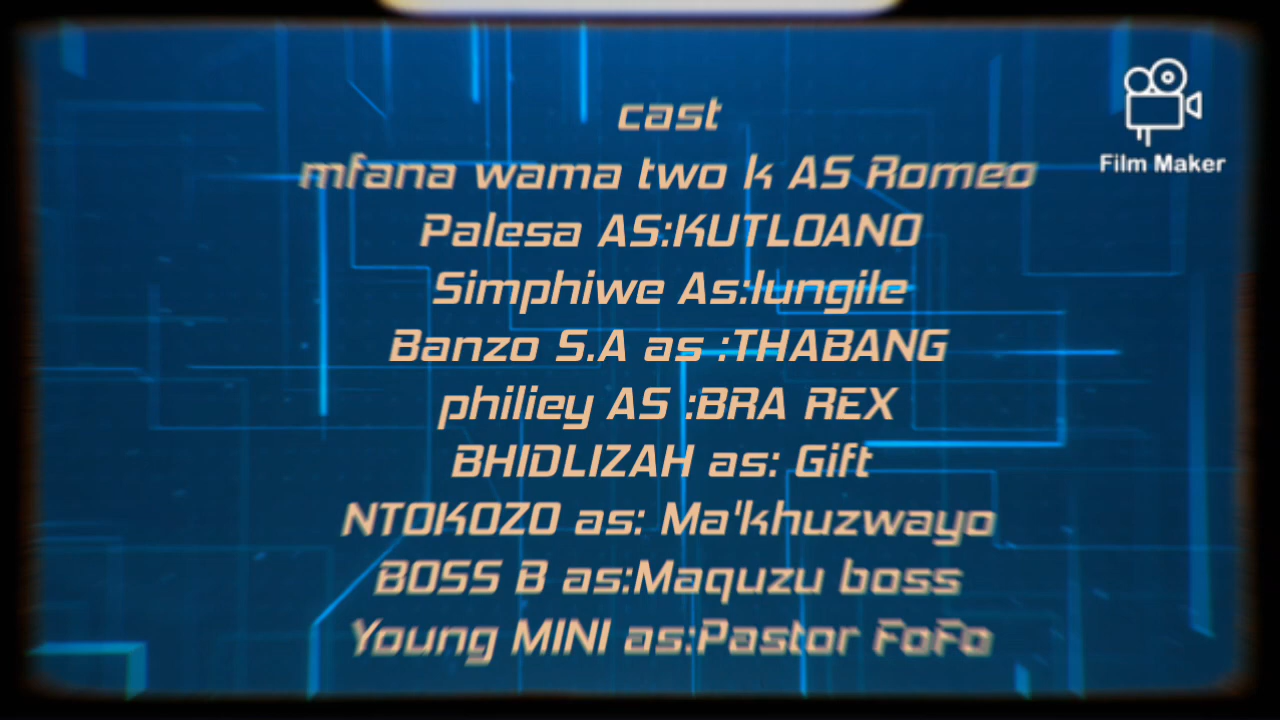 cast
mfana wama two k AS Romeo
Palesa AS:KUTLOANO
Simphiwe As:lungile
Banzo S.A as :THABANG
philiey AS :BRA REX
BHIDLIZAH as: Gift
NTOKOZO as: Ma'khuzwayo
BOSS B as:Maquzu boss
Young MINI as:Pastor FoFo
Film Maker